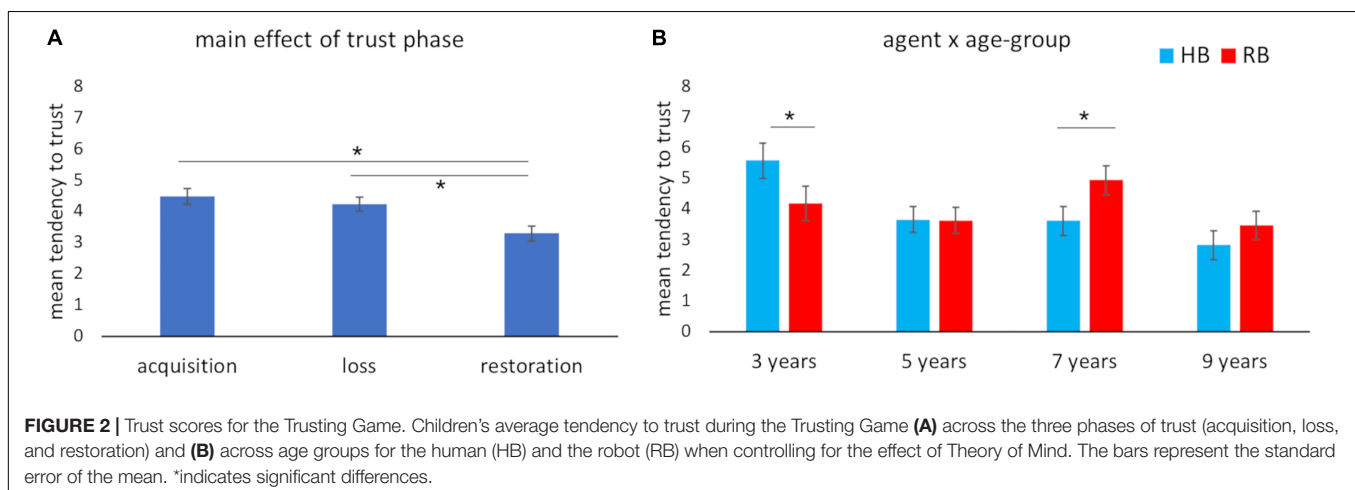 A
main effect of trust phase
mean tendency to trust
8
7
6
5
4
3
2
1
0
*
*
acquisition
loss
restoration
B
agent x age-group
HB
RB
mean tendency to trust
8
7
6
5
4
3
2
1
0
*
*
3 years
5 years
7 years
9 years
FIGURE 2 | Trust scores for the Trusting Game. Children's average tendency to trust during the Trusting Game (A) across the three phases of trust (acquisition, loss,
and restoration) and (B) across age groups for the human (HB) and the robot (RB) when controlling for the effect of Theory of Mind. The bars represent the standard
error of the mean. *indicates significant differences.